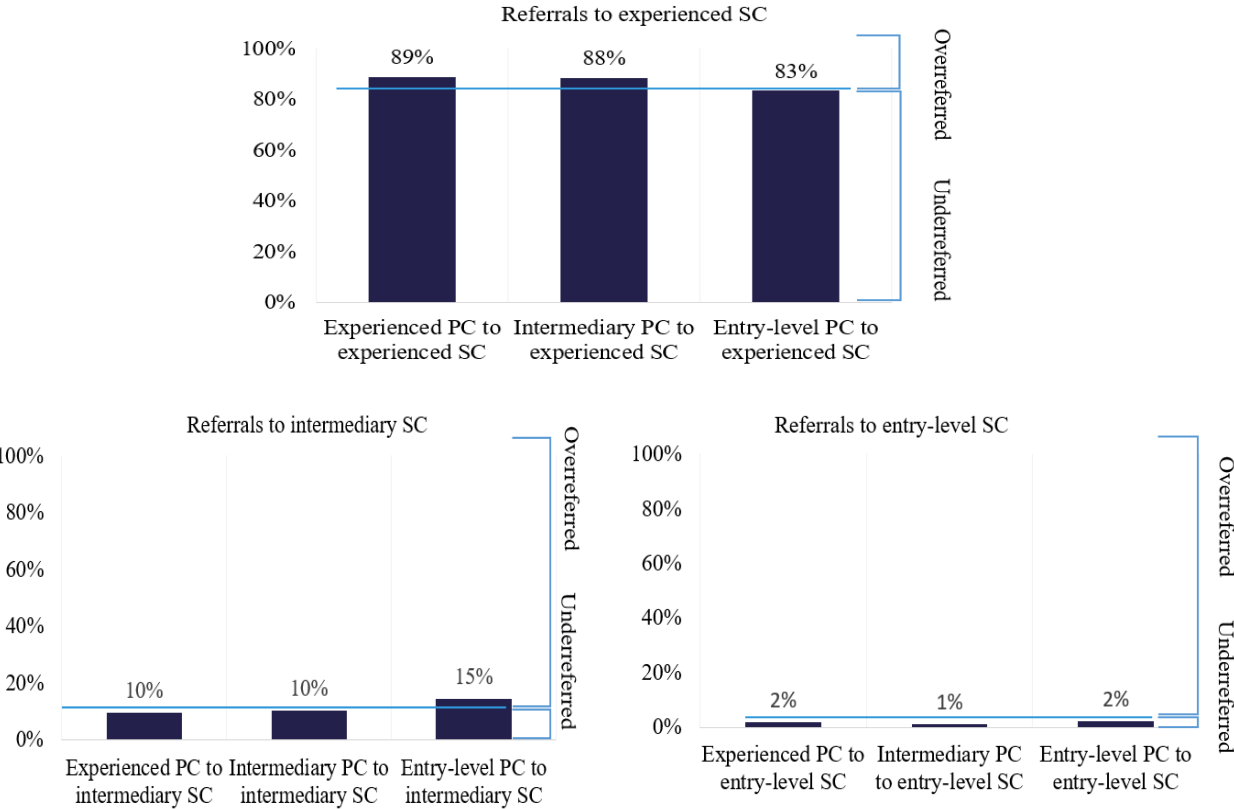 Referrals to experienced SC
100%
80%
60%
40%
20%
0%
89%
88%
83%
Overreferred
Underreferred
Experienced PC to
experienced SC
Intermediary PC to
experienced SC
Entry-level PC to
experienced SC
Referrals to intermediary SC
100%
80%
60%
40%
20%
0%
10%
10%
15%
Overreferred
Underreferred
Experienced PC to
intermediary SC
Intermediary PC to
intermediary SC
Entry-level PC to
intermediary SC
Referrals to entry-level SC
100%
80%
60%
40%
20%
0%
2%
1%
2%
Overreferred
Underreferred
Experienced PC to
entry-level SC
Intermediary PC
to entry-level SC
Entry-level PC to
entry-level SC